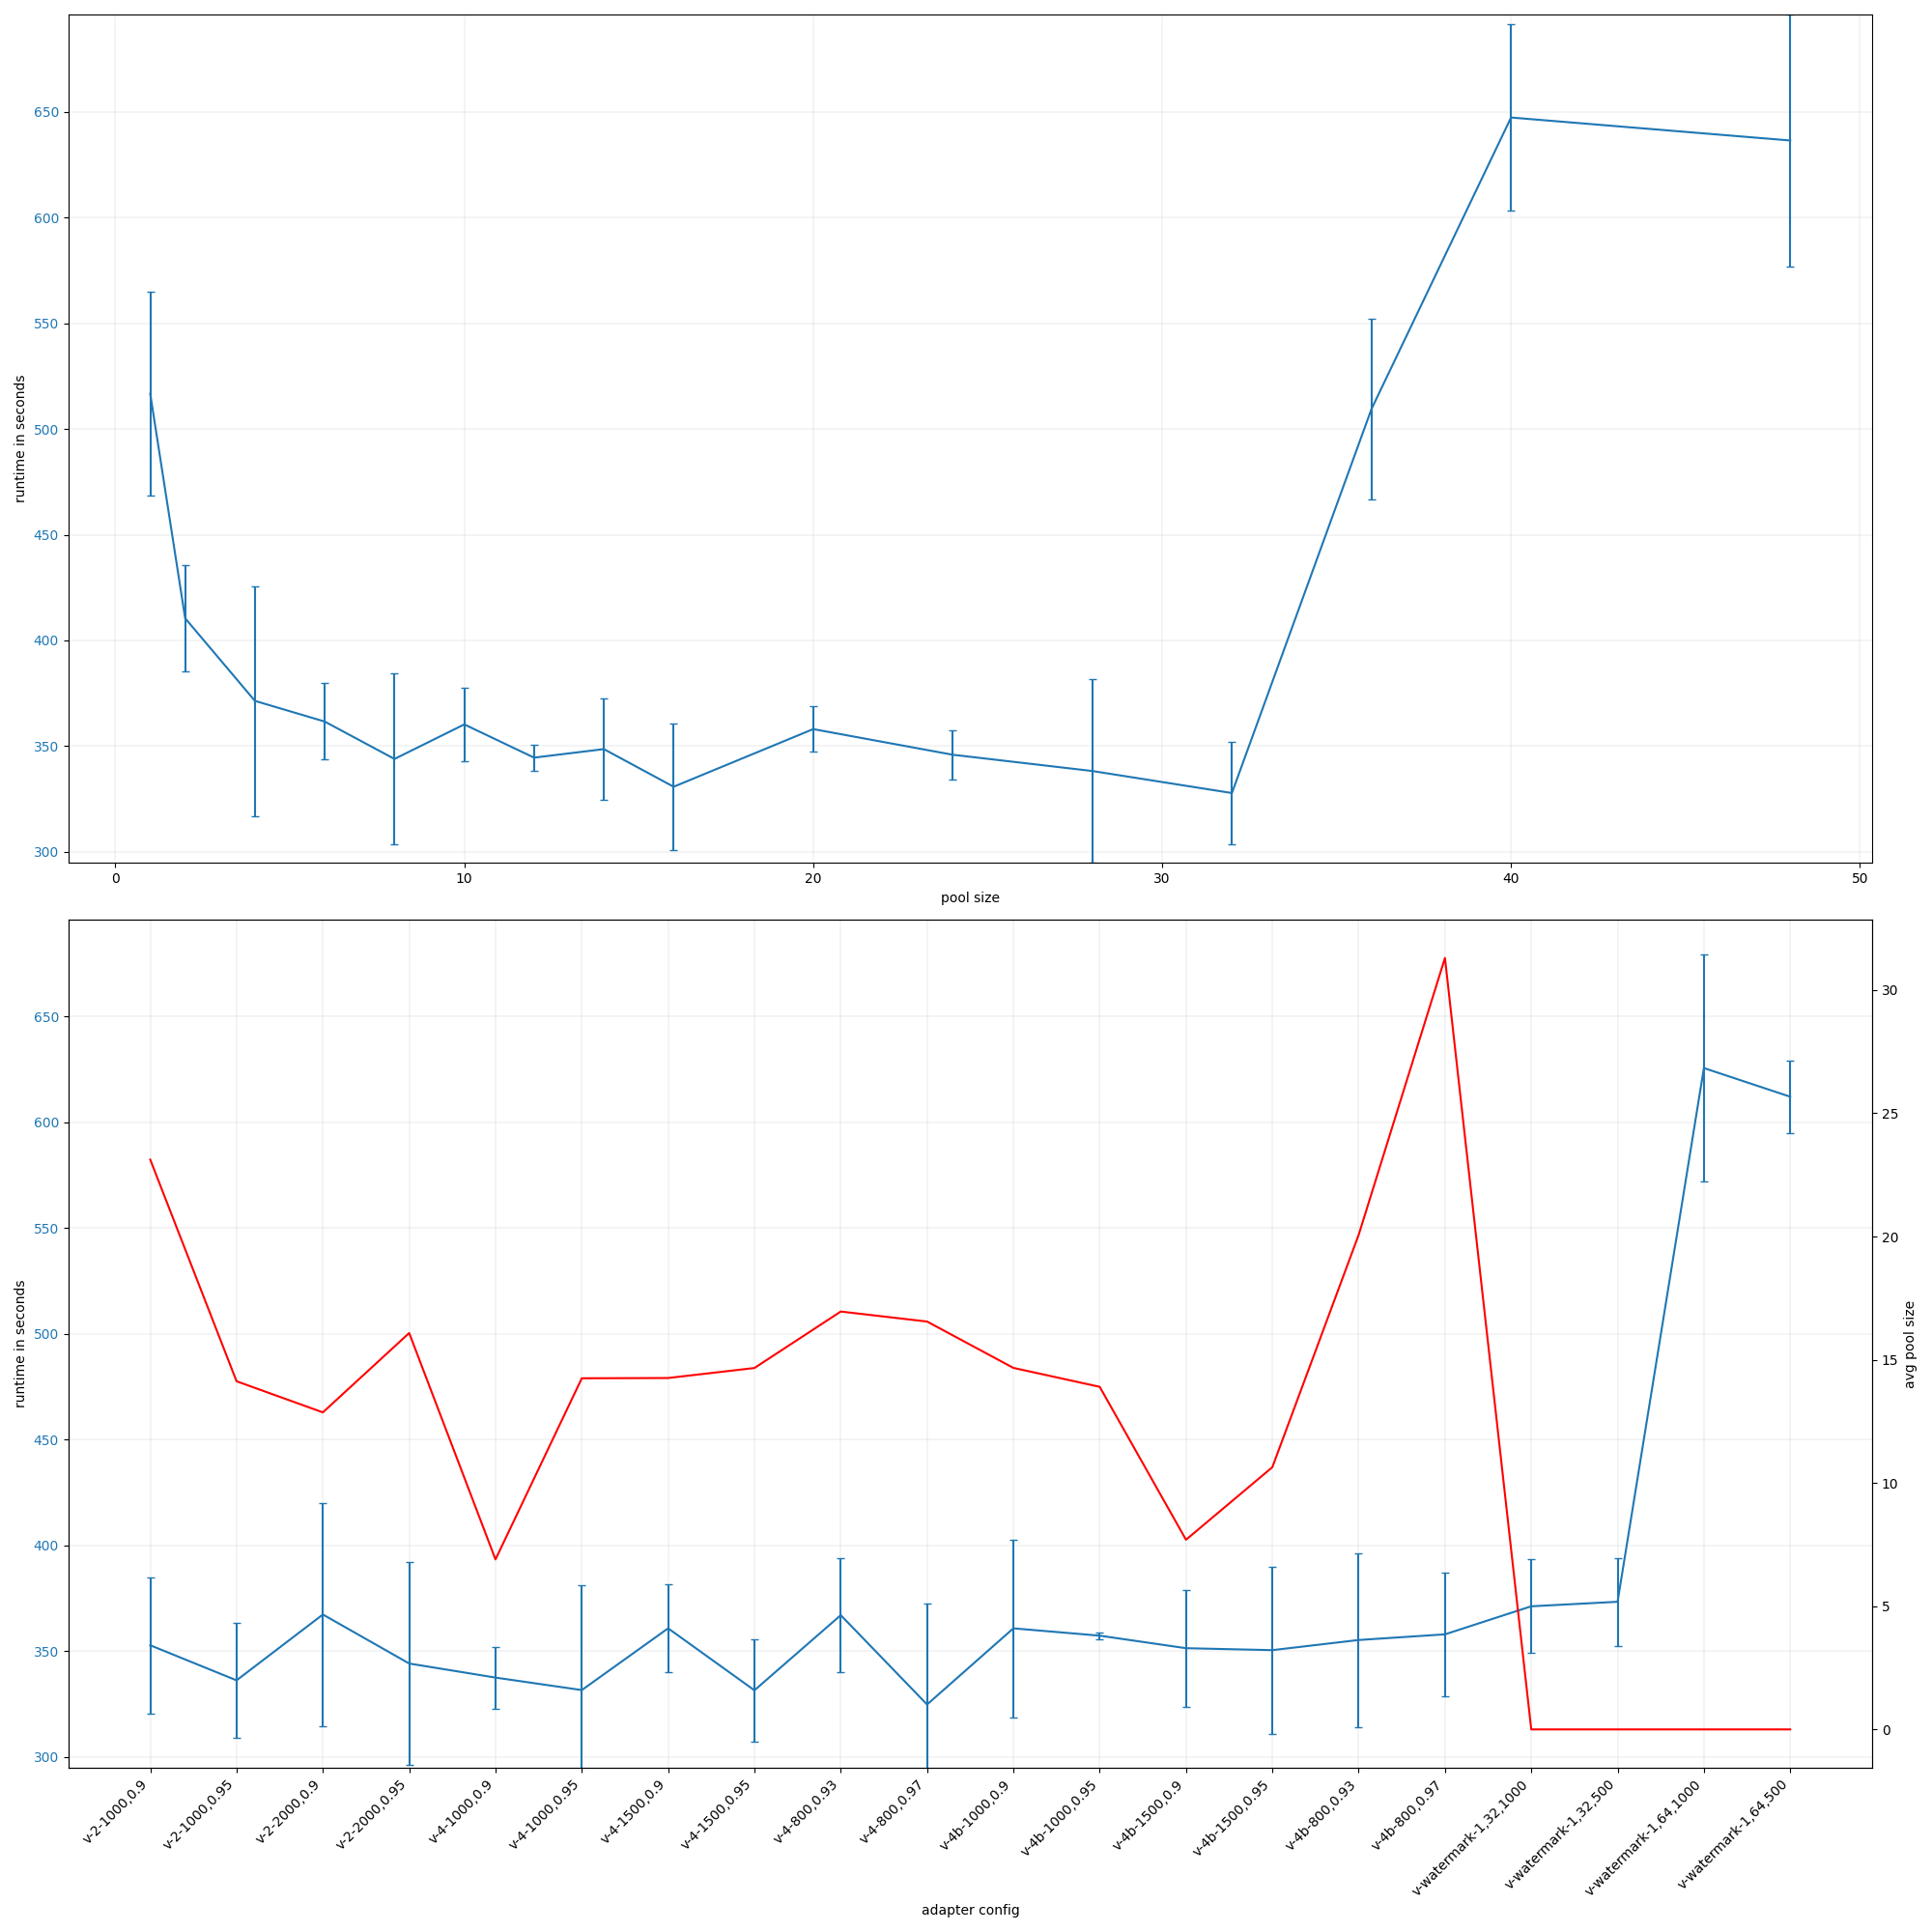 650
600
550
500
450
400
350
300
runtime in seconds
0 10 20 30 40 50
pool size
650
600
550
500
450
400
350
300
runtime in seconds
30
25
20
15
10
5
0
avg pool size
v-2-1000,0.9
v-2-1000,0.95
v-2-2000,0.9
v-2-2000,0.95
v-4-1000,0.9
v-4-1000,0.95
v-4-1500,0.9
v-4-1500,0.95
v-4-800,0.93
v-4-800,0.97
v-4b-1000,0.9
v-4b-1000,0.95
v-4b-1500,0.9
v-4b-1500,0.95
v-4b-800,0.93
v-4b-800,0.97
v-watermark-1,32,1000
v-watermark-1,32,500
v-watermark-1,64,1000
v-watermark-1,64,500
adapter config